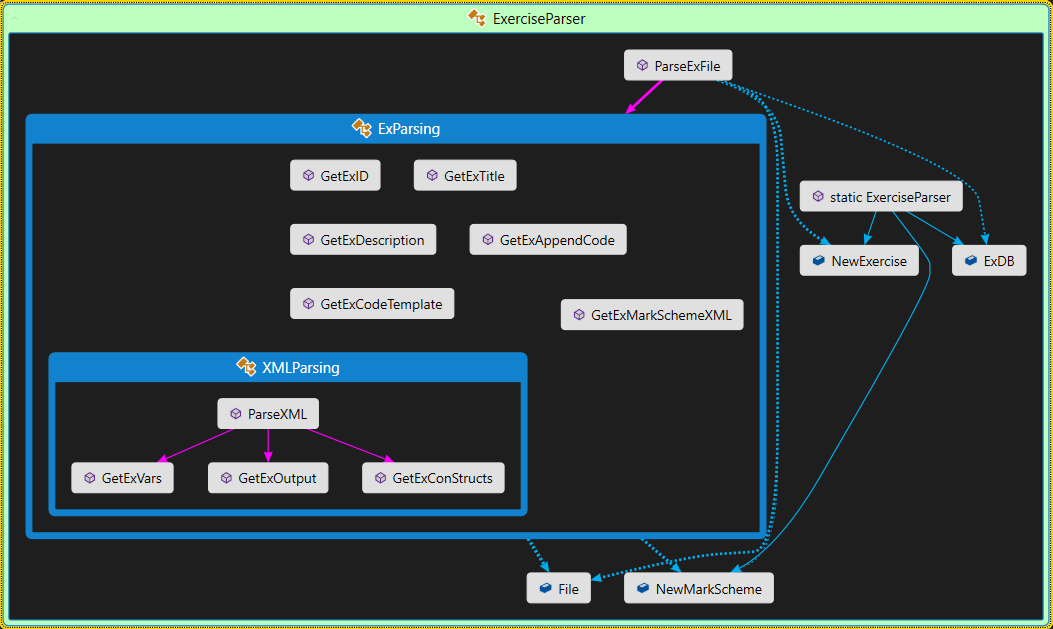 ExerciseParser
ParseExFile
ExParsing
GetExID
GetExTitle
static ExerciseParser
GetExDescription
GetExAppendCode
NewExercise
ExDB
GetExCodeTemplate
GetExMarkSchemeXML
XMLParsing
ParseXML
GetExVars
GetExOutput
GetExConStructs
File
NewMarkScheme